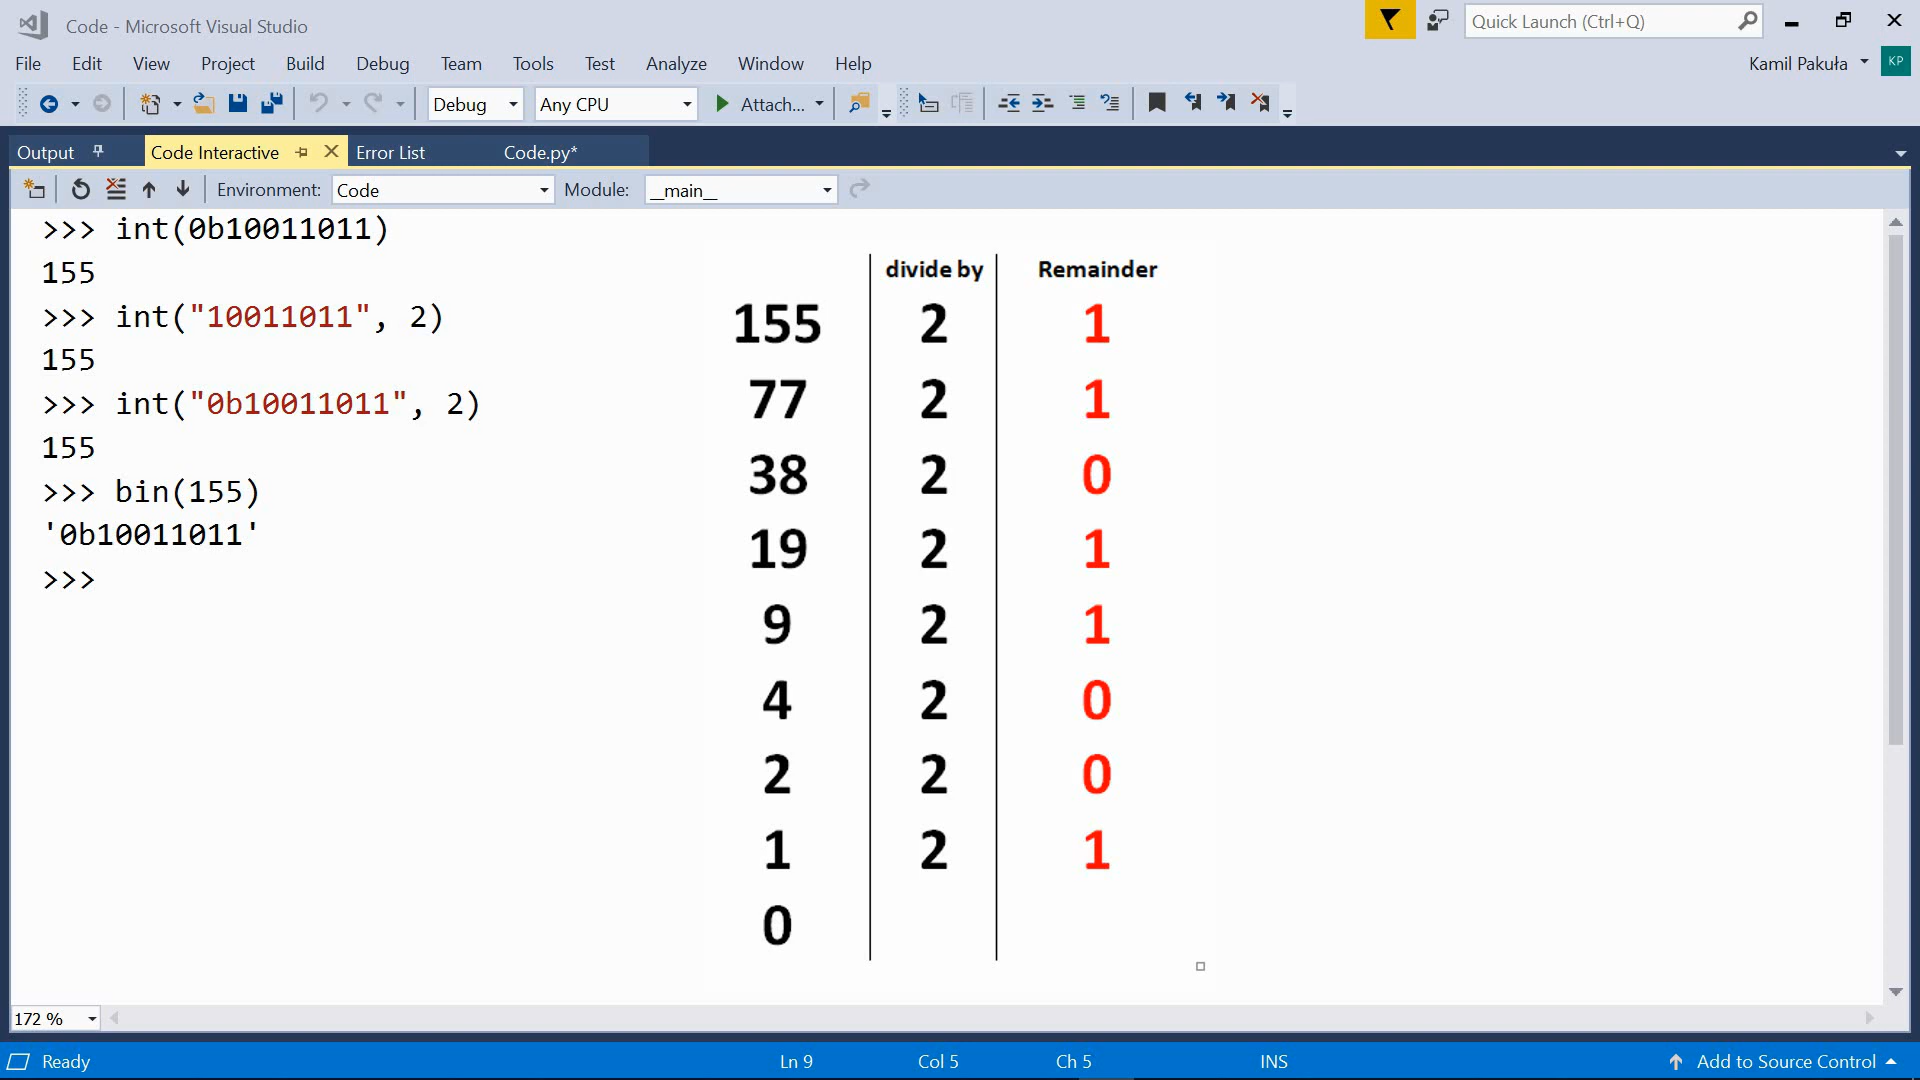 Code - Microsoft Visual Studio
Quick Launch (Ctrl+Q)
File Edit View Project Build Debug Team Tools Test Analyze Window Help
Kamil Pakuła KP
Debug Any CPU Attach...
Output Code Interactive Error List Code.py*
Environment: Code Module: __main__
>>> int(0b10011011)
155
>>> int("10011011", 2)
155
>>> int("0b10011011", 2)
155
>>> bin(155)
'0b10011011'
>>>
divide by Remainder
155 2 1
77 2 1
38 2 0
19 2 1
9 2 1
4 2 0
2 2 0
1 2 1
0
172 %
Ready Ln 9 Col 5 Ch 5 INS Add to Source Control